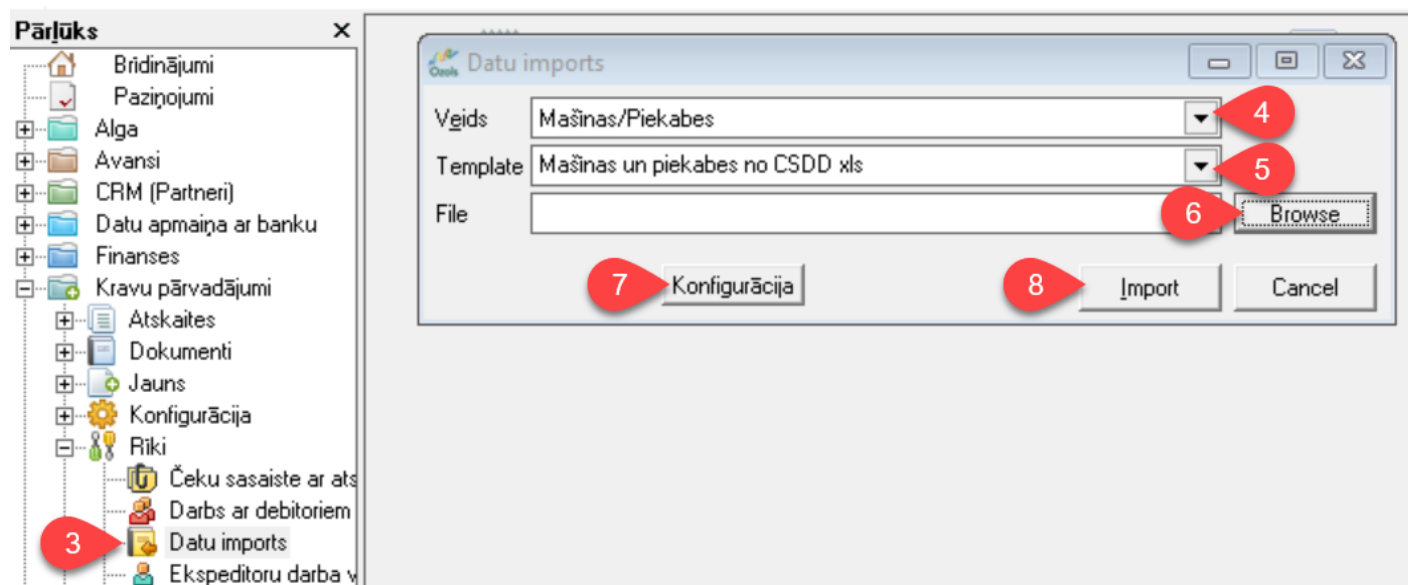 Pārlūks
Brīdinājumi
Paziņojumi
Alga
Avansi
CRM (Partneri)
Datu apmaiņa ar banku
Finanses
Kravu pārvadājumi
Atskaites
Dokumenti
Jauns
Konfigurācija
Rīki
Čeku sasaiste ar ats
Darbs ar debitoriem
3
Datu imports
Ekspeditoru darba v
Ozols
Datu imports
Veids
Mašīnas/Piekabes
4
Template
Mašīnas un piekabes no CSDD xls
5
File
6
Browse
7
Konfigurācija
8
Import
Cancel